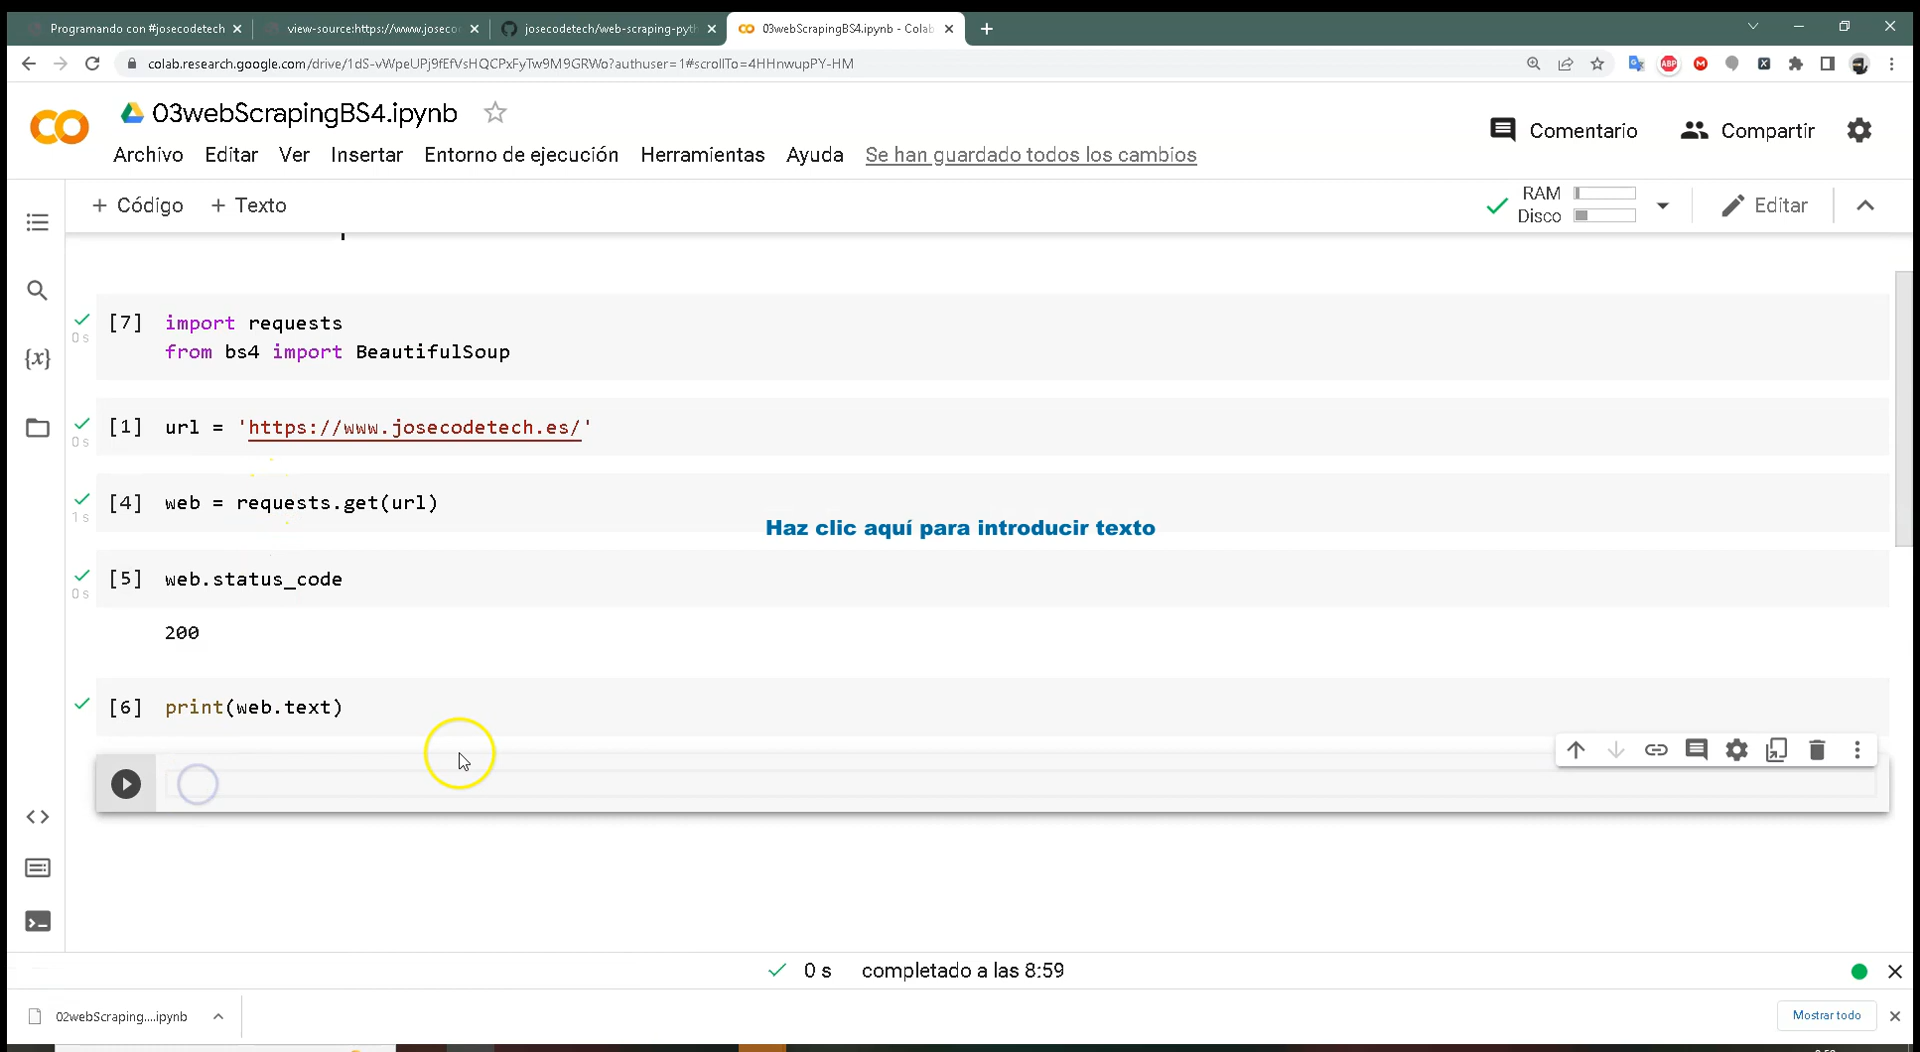 Programando con #josecodetech
view-source:https://www.joseco
josecodetech/web-scraping-pyth
03webScrapingBS4.ipynb - Colab
colab.research.google.com/drive/1dS-vWpeUPj9fEfVsHQCPxFyTw9M9GRWo?authuser=1#scrollTo=4HHnwupPY-HM
03webScrapingBS4.ipynb
Comentario
Compartir
Archivo Editar Ver Insertar Entorno de ejecución Herramientas Ayuda Se han guardado todos los cambios
+ Código + Texto
RAM
Disco
Editar
[7] import requests
0 s
from bs4 import BeautifulSoup
[1] url = 'https://www.josecodetech.es/'
0 s
[4] web = requests.get(url)
1 s
Haz clic aquí para introducir texto
[5] web.status_code
0 s
200
[6] print(web.text)
0 s completado a las 8:59
02webScraping....ipynb
Mostrar todo